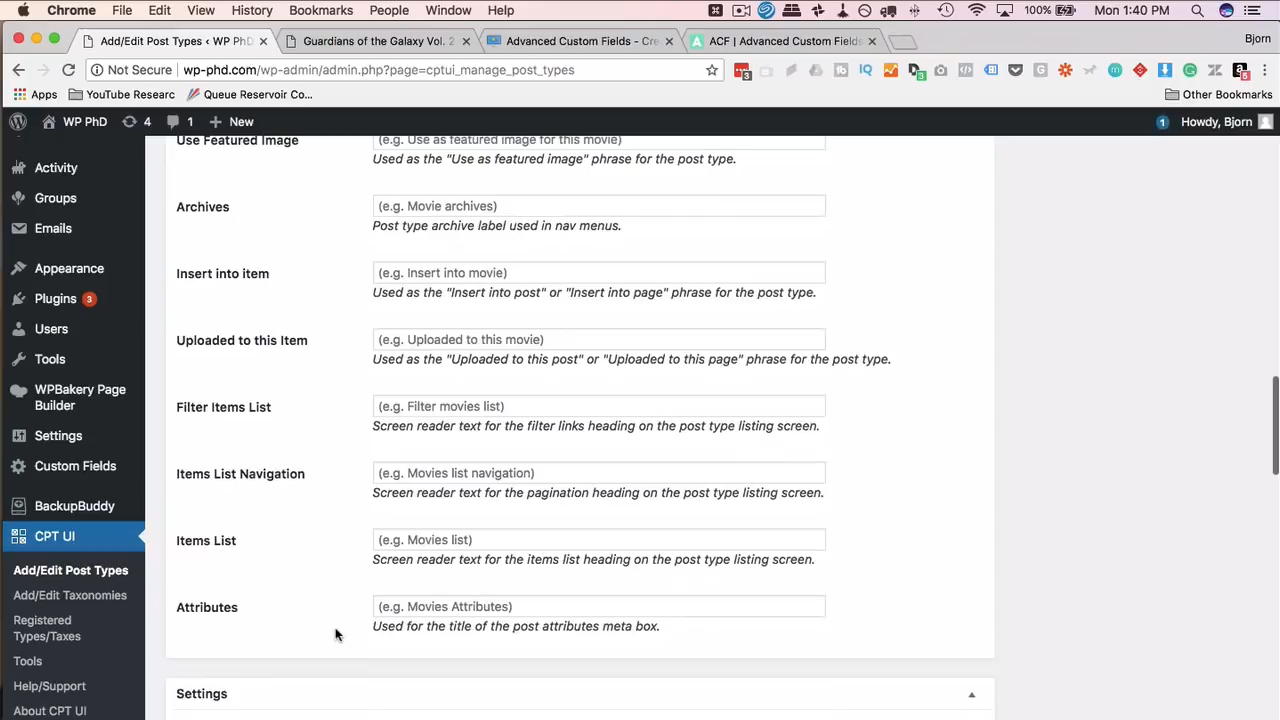 Chrome File Edit View History Bookmarks People Window Help 100% Mon 1:40 PM
Add/Edit Post Types ‹ WP PhD Guardians of the Galaxy Vol. 2 Advanced Custom Fields - Cre ACF | Advanced Custom Fields Bjorn
Not Secure wp-phd.com/wp-admin/admin.php?page=cptui_manage_post_types
Apps YouTube Researc Queue Reservoir Co... Other Bookmarks
WP PhD 4 1 New 1 Howdy, Bjorn
Activity
Groups
Emails
Appearance
Plugins 3
Users
Tools
WPBakery Page
Builder
Settings
Custom Fields
BackupBuddy
CPT UI
Add/Edit Post Types
Add/Edit Taxonomies
Registered
Types/Taxes
Tools
Help/Support
About CPT UI
Use Featured Image (e.g. Use as featured image for this movie)
Used as the "Use as featured image" phrase for the post type.
Archives (e.g. Movie archives)
Post type archive label used in nav menus.
Insert into item (e.g. Insert into movie)
Used as the "Insert into post" or "Insert into page" phrase for the post type.
Uploaded to this Item (e.g. Uploaded to this movie)
Used as the "Uploaded to this post" or "Uploaded to this page" phrase for the post type.
Filter Items List (e.g. Filter movies list)
Screen reader text for the filter links heading on the post type listing screen.
Items List Navigation (e.g. Movies list navigation)
Screen reader text for the pagination heading on the post type listing screen.
Items List (e.g. Movies list)
Screen reader text for the items list heading on the post type listing screen.
Attributes (e.g. Movies Attributes)
Used for the title of the post attributes meta box.
Settings